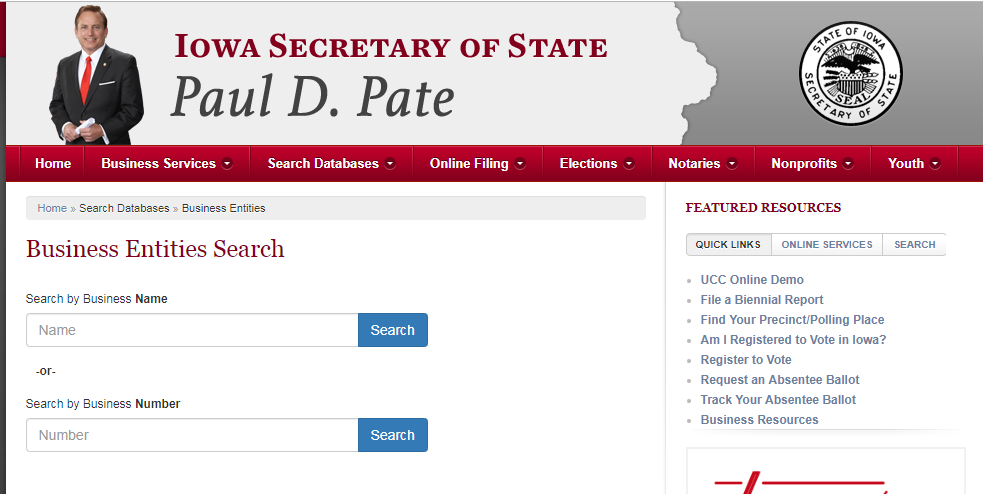 Iowa Secretary of State
Paul D. Pate
STATE OF IOWA
SEAL
SECRETARY OF STATE
Home Business Services Search Databases Online Filing Elections Notaries Nonprofits Youth
Home » Search Databases » Business Entities
Business Entities Search
Search by Business Name
Name Search
-or-
Search by Business Number
Number Search
FEATURED RESOURCES
QUICK LINKS ONLINE SERVICES SEARCH
UCC Online Demo
File a Biennial Report
Find Your Precinct/Polling Place
Am I Registered to Vote in Iowa?
Register to Vote
Request an Absentee Ballot
Track Your Absentee Ballot
Business Resources